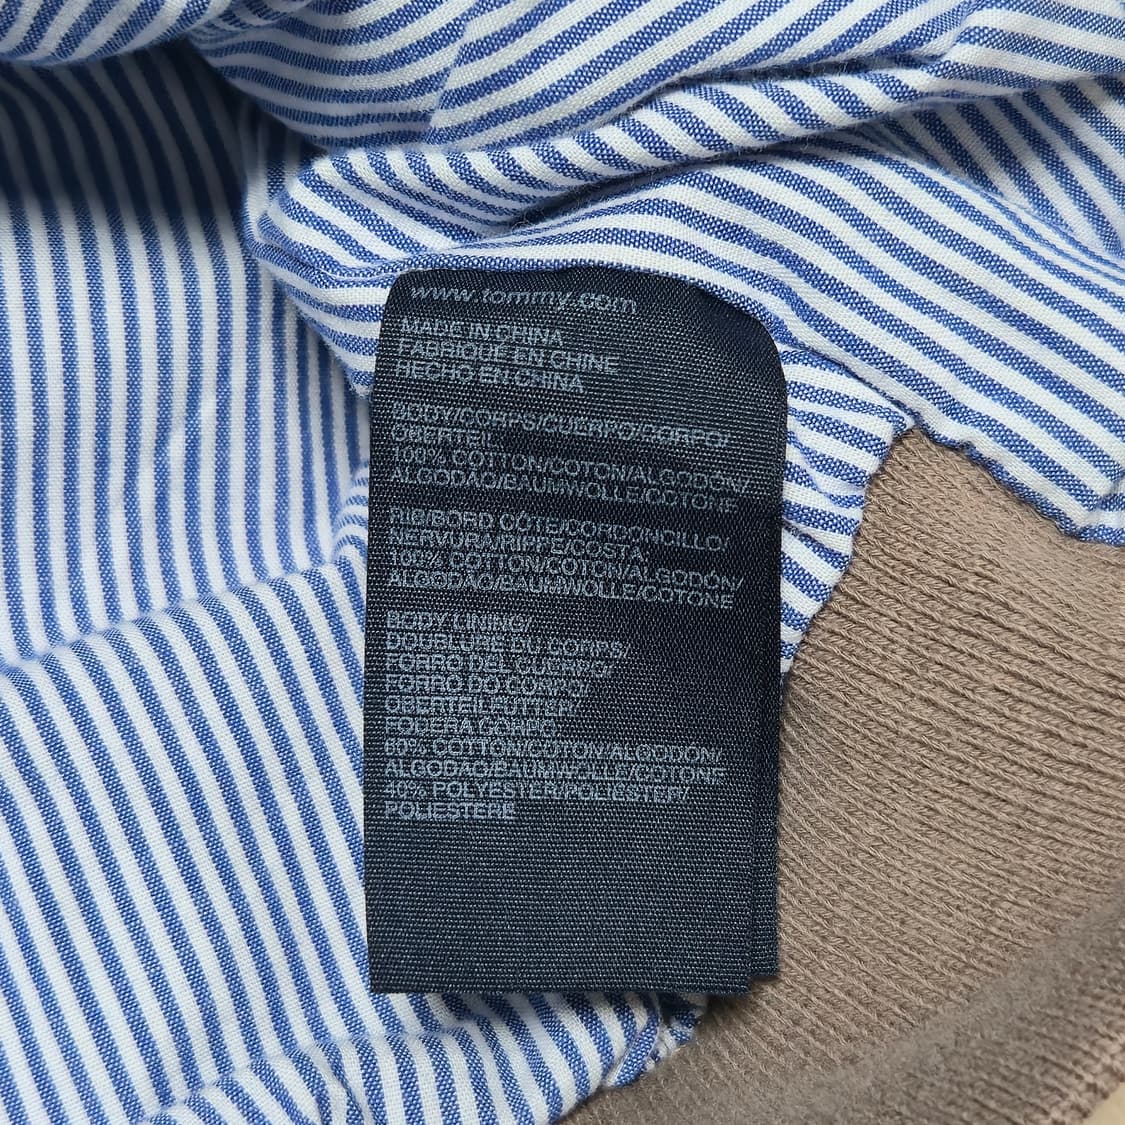 www.tommy.com
MADE IN CHINA
FABRIQUÉ EN CHINE
HECHO EN CHINA
BODY/CORPS/CUERPO/CORPO/
OBERTEIL
100% COTTON/COTON/ALGODÓN/
ALGODÃO/BAUMWOLLE/COTONE
RIB/BORD CÔTE/CORDONCILLO/
NERVURA/RIPPE/COSTA
100% COTTON/COTON/ALGODÓN/
ALGODÃO/BAUMWOLLE/COTONE
BODY LINING/
DOUBLURE DU CORPS/
FORRO DEL CUERPO/
FORRO DO CORPO/
OBERTEILFUTTER/
FODERA CORPO
60% COTTON/COTON/ALGODÓN/
ALGODÃO/BAUMWOLLE/COTONE
40% POLYESTER/POLIÉSTER/
POLIESTERE